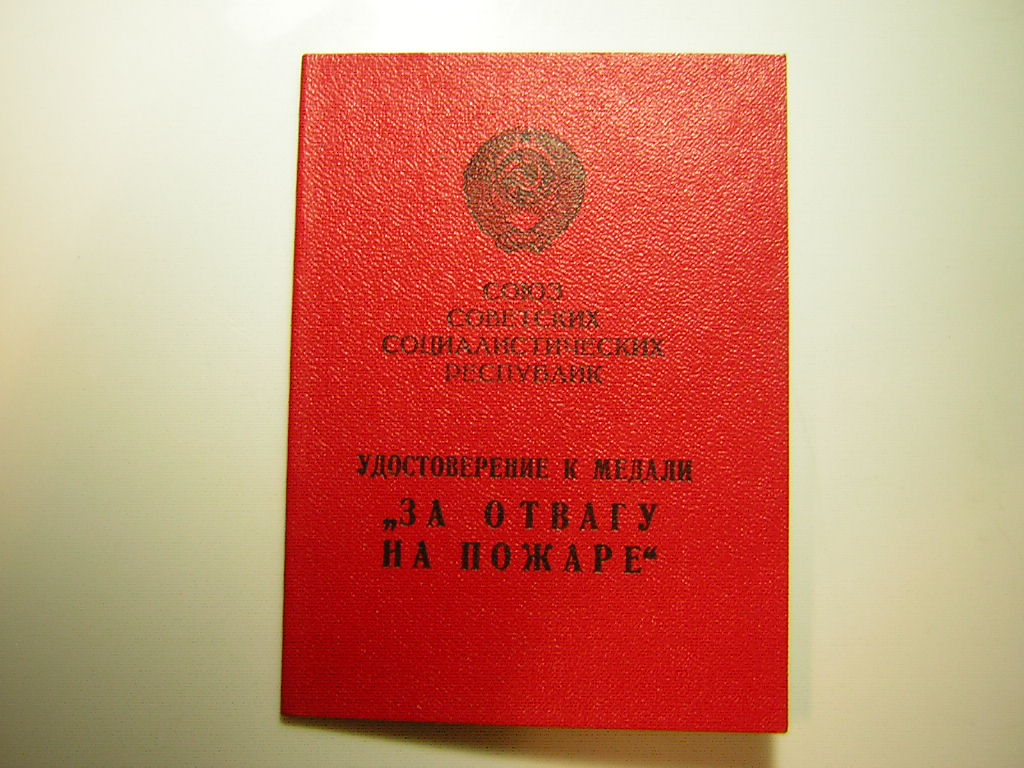 СОЮЗ
СОВЕТСКИХ
СОЦИАЛИСТИЧЕСКИХ
РЕСПУБЛИК
УДОСТОВЕРЕНИЕ К МЕДАЛИ
„ЗА ОТВАГУ
НА ПОЖАРЕ“